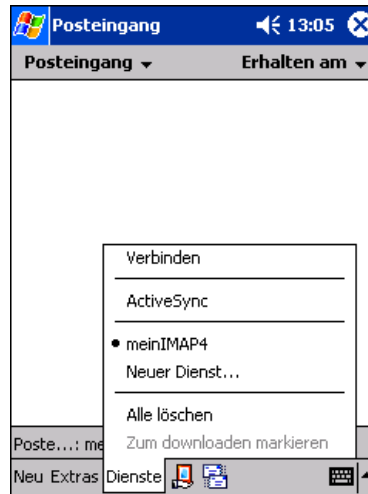 Posteingang 13:05
Posteingang Erhalten am
Verbinden
ActiveSync
meinIMAP4
Neuer Dienst...
Alle löschen
Zum downloaden markieren
Poste...: me
Neu Extras Dienste